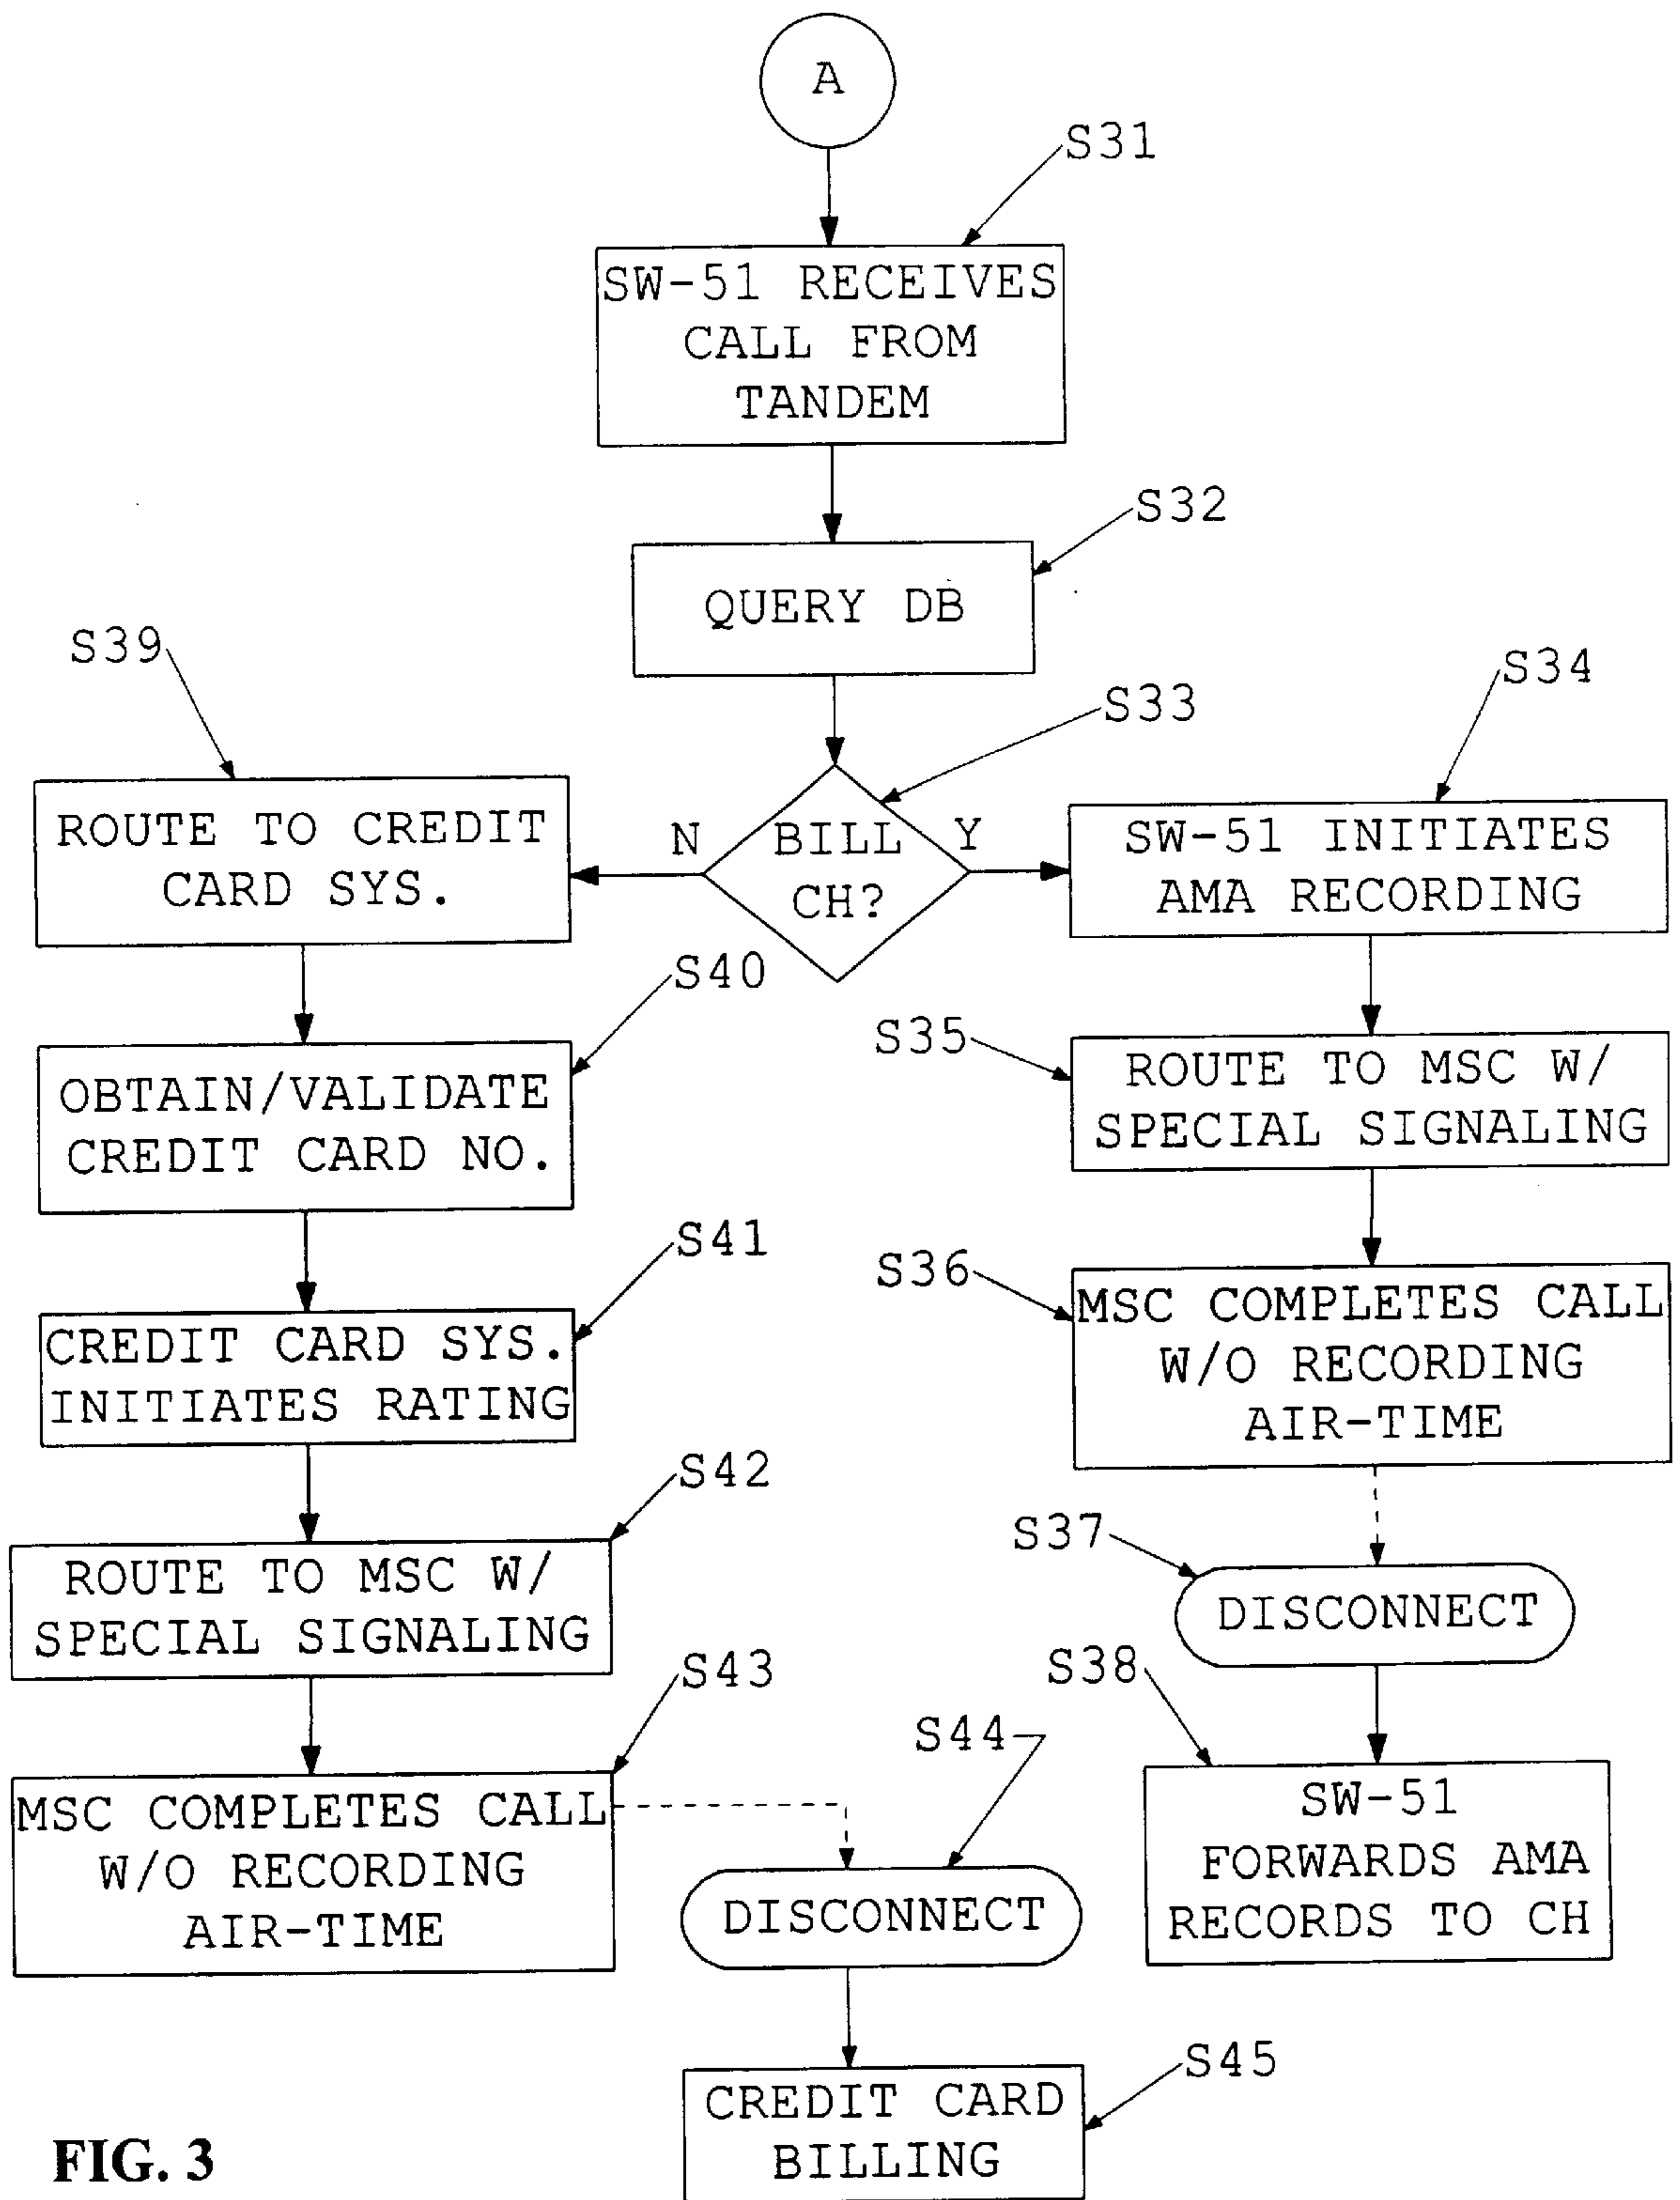 A
S31
SW-51 RECEIVES
CALL FROM
TANDEM
S32
QUERY DB
S33
BILL
CH?
N
Y
S39
ROUTE TO CREDIT
CARD SYS.
S40
OBTAIN/VALIDATE
CREDIT CARD NO.
S41
CREDIT CARD SYS.
INITIATES RATING
S42
ROUTE TO MSC W/
SPECIAL SIGNALING
S43
MSC COMPLETES CALL
W/O RECORDING
AIR-TIME
S44
DISCONNECT
S45
CREDIT CARD
BILLING
S34
SW-51 INITIATES
AMA RECORDING
S35
ROUTE TO MSC W/
SPECIAL SIGNALING
S36
MSC COMPLETES CALL
W/O RECORDING
AIR-TIME
S37
DISCONNECT
S38
SW-51
FORWARDS AMA
RECORDS TO CH
FIG. 3